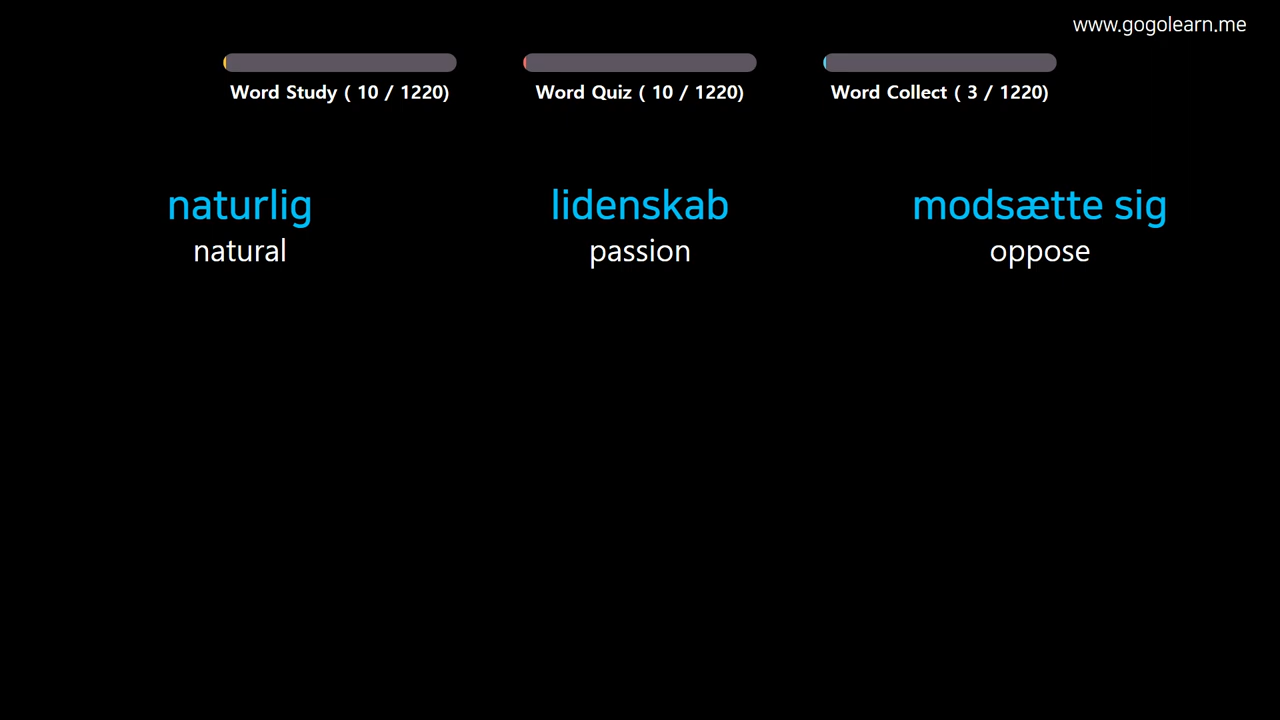 www.gogolearn.me
Word Study ( 10 / 1220)
Word Quiz ( 10 / 1220)
Word Collect ( 3 / 1220)
naturlig
natural
lidenskab
passion
modsætte sig
oppose